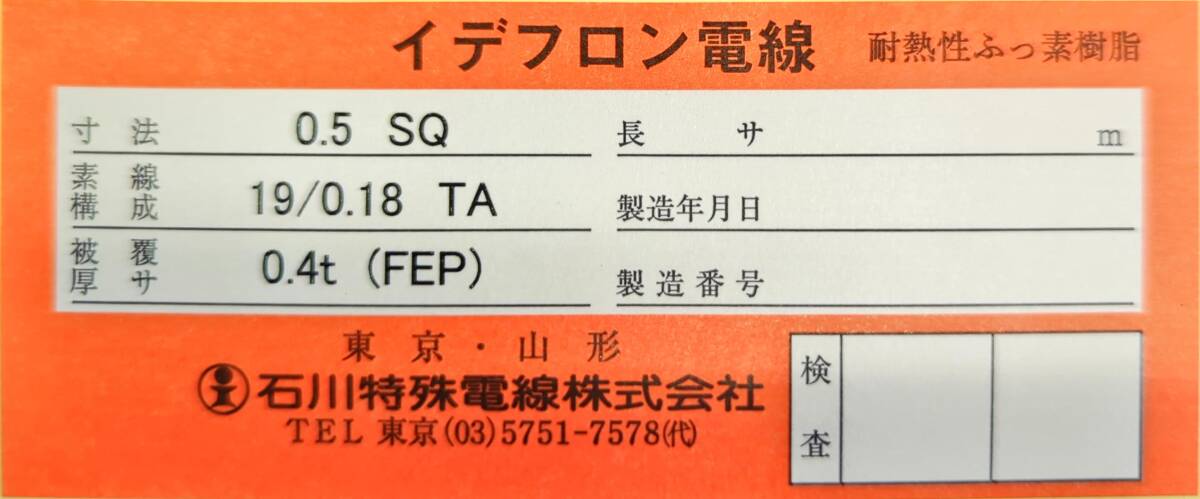 イデフロン電線 耐熱性ふっ素樹脂
寸法 0.5 SQ 長サ m
素線構成 19/0.18 TA 製造年月日
被覆厚サ 0.4t (FEP) 製造番号
東京・山形
石川特殊電線株式会社
TEL 東京(03)5751-7578(代)
検査